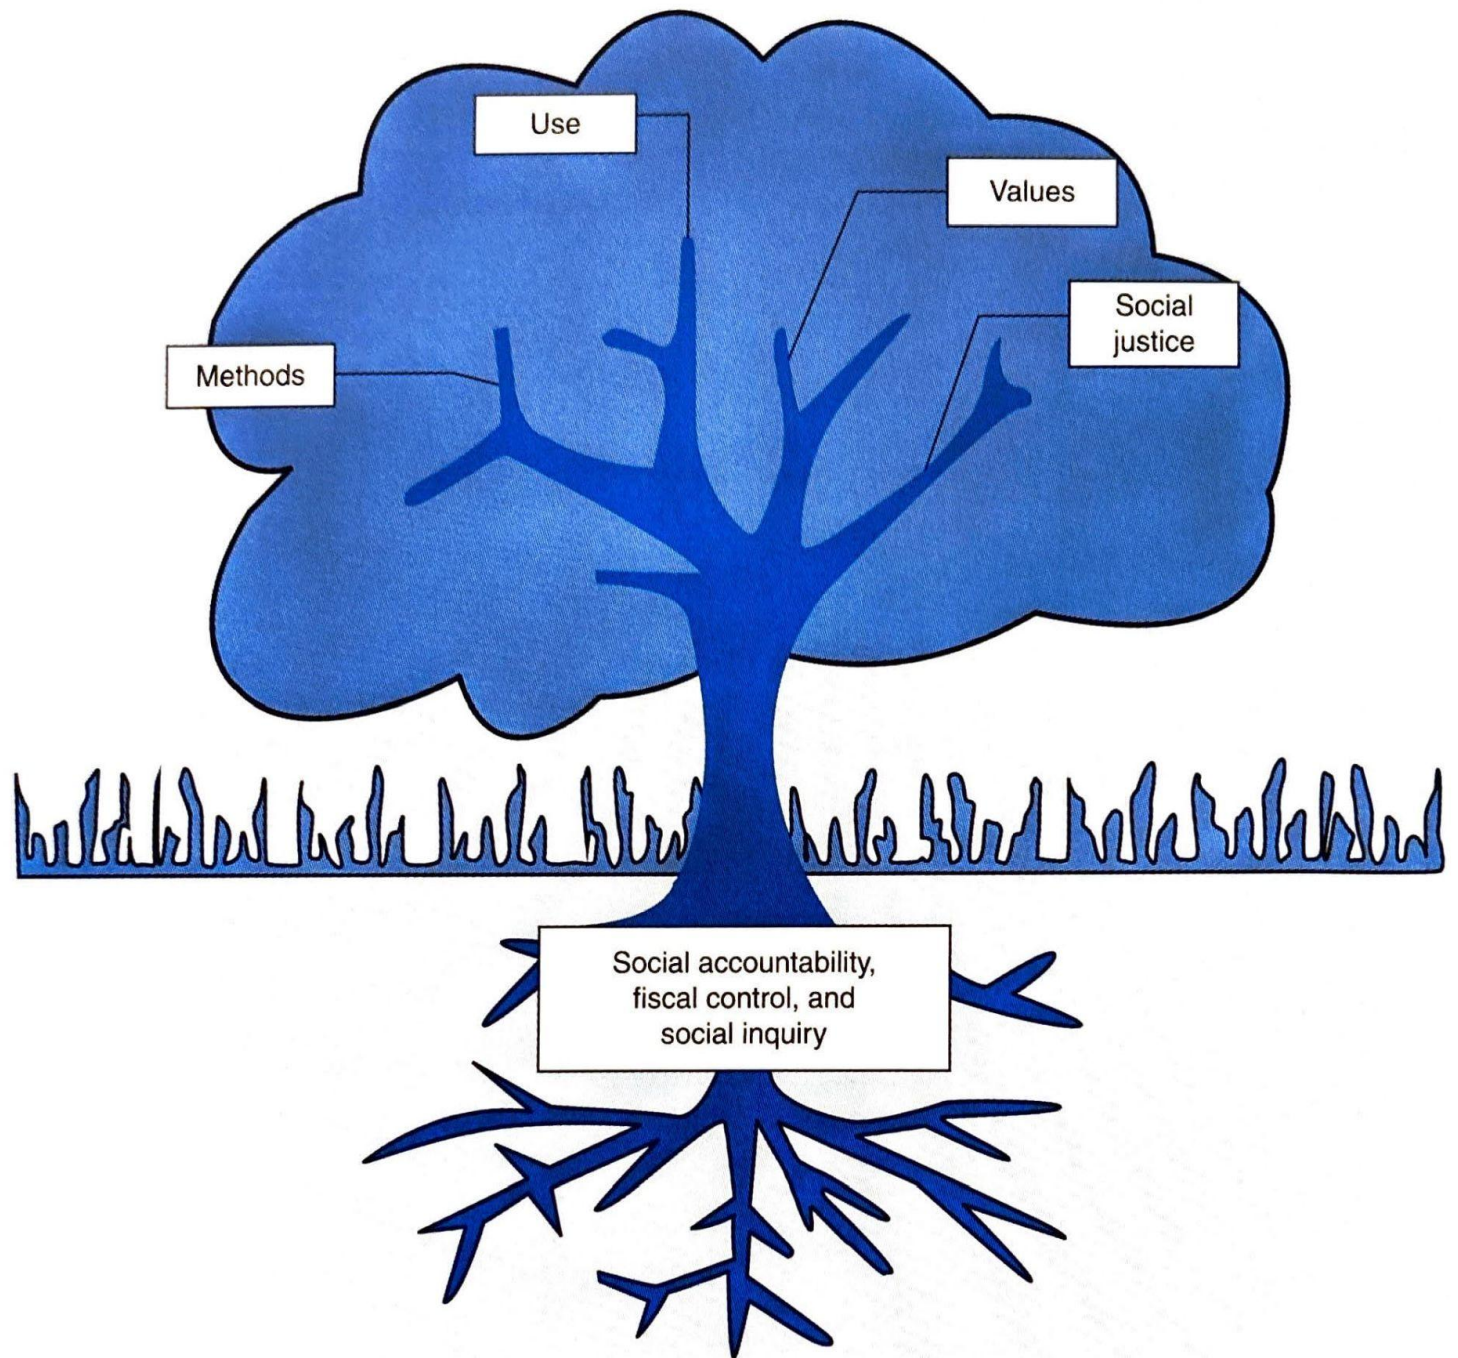 Use
Values
Social
justice
Methods
Social accountability,
fiscal control, and
social inquiry